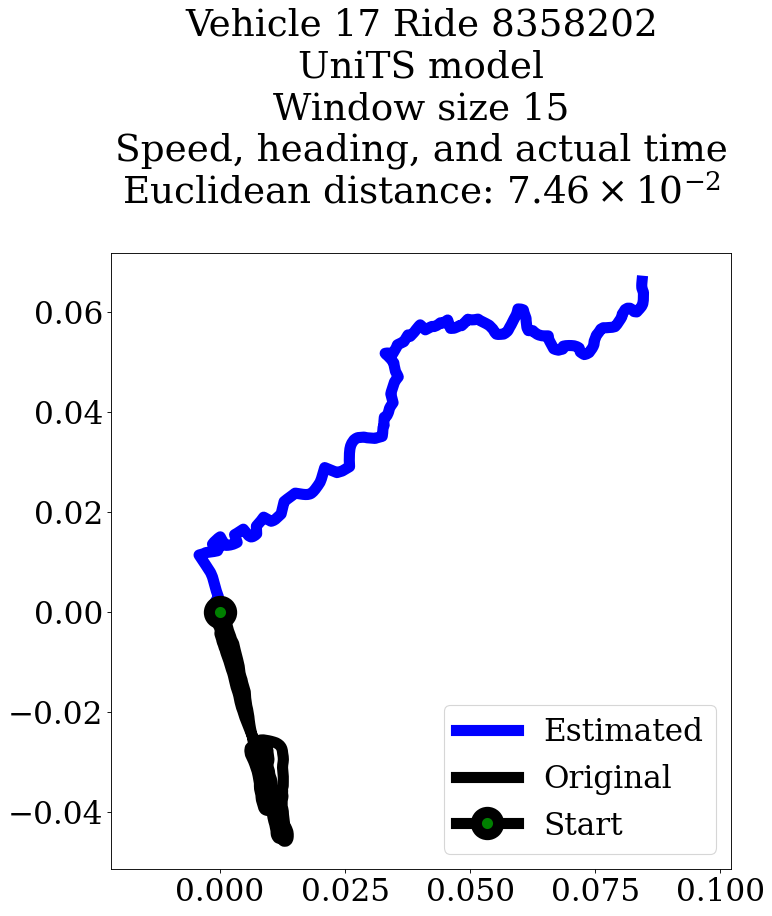 Vehicle 17 Ride 8358202
UniTS model
Window size 15
Speed, heading, and actual time
Euclidean distance: 7.46 × 10⁻²
0.06
0.04
0.02
0.00
−0.02
−0.04
Estimated
Original
Start
0.000 0.025 0.050 0.075 0.100